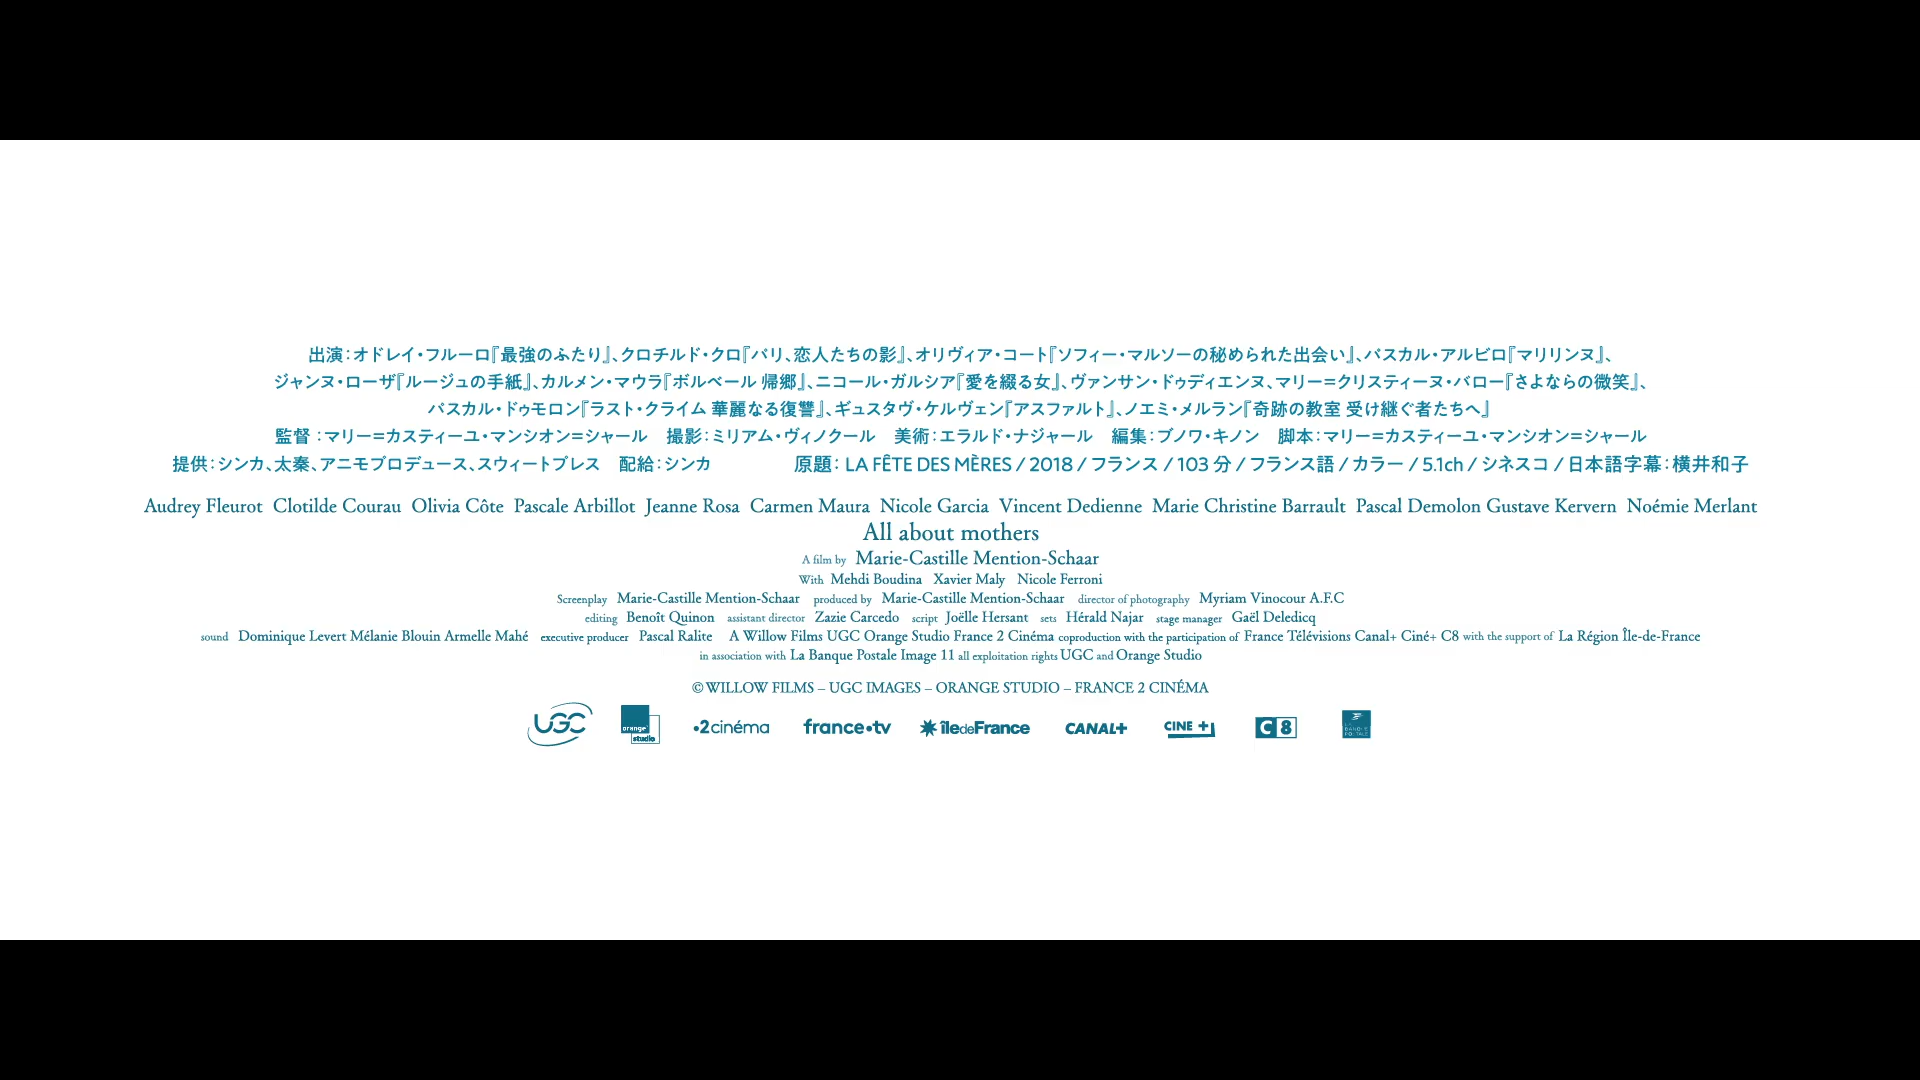 出演：オドレイ・フルーロ『最強のふたり』、クロチルド・クロ『パリ、恋人たちの影』、オリヴィア・コート『ソフィー・マルソーの秘められた出会い』、パスカル・アルビロ『マリリンヌ』、
ジャンヌ・ローザ『ルージュの手紙』、カルメン・マウラ『ボルベール 帰郷』、ニコール・ガルシア『愛を綴る女』、ヴァンサン・ドゥディエンヌ、マリー=クリスティーヌ・バロー『さよならの微笑』、
パスカル・ドゥモロン『ラスト・クライム 華麗なる復讐』、ギュスタヴ・ケルヴェン『アスファルト』、ノエミ・メルラン『奇跡の教室 受け継ぐ者たちへ』
監督：マリー=カスティーユ・マンシオン=シャール　撮影：ミリアム・ヴィノクール　美術：エラルド・ナジャール　編集：ブノワ・キノン　脚本：マリー=カスティーユ・マンシオン=シャール
提供：シンカ、太秦、アニモプロデュース、スウィートプレス　配給：シンカ　原題： LA FÊTE DES MÈRES / 2018 / フランス / 103 分 / フランス語 / カラー / 5.1ch / シネスコ / 日本語字幕：横井和子
Audrey Fleurot Clotilde Courau Olivia Côte Pascale Arbillot Jeanne Rosa Carmen Maura Nicole Garcia Vincent Dedienne Marie Christine Barrault Pascal Demolon Gustave Kervern Noémie Merlant
All about mothers
A film by Marie-Castille Mention-Schaar
With Mehdi Boudina Xavier Maly Nicole Ferroni
Screenplay Marie-Castille Mention-Schaar produced by Marie-Castille Mention-Schaar director of photography Myriam Vinocour A.F.C
editing Benoît Quinon assistant director Zazie Carcedo script Joëlle Hersant sets Hérald Najar stage manager Gaël Deledicq
sound Dominique Levert Mélanie Blouin Armelle Mahé executive producer Pascal Ralite A Willow Films UGC Orange Studio France 2 Cinéma coproduction with the participation of France Télévisions Canal+ Ciné+ C8 with the support of La Région Île-de-France
in association with La Banque Postale Image 11 all exploitation rights UGC and Orange Studio
© WILLOW FILMS – UGC IMAGES – ORANGE STUDIO – FRANCE 2 CINÉMA
UGC orange studio •2cinéma france•tv îledeFrance CANAL+ CINE+ C8 LA BANQUE POSTALE